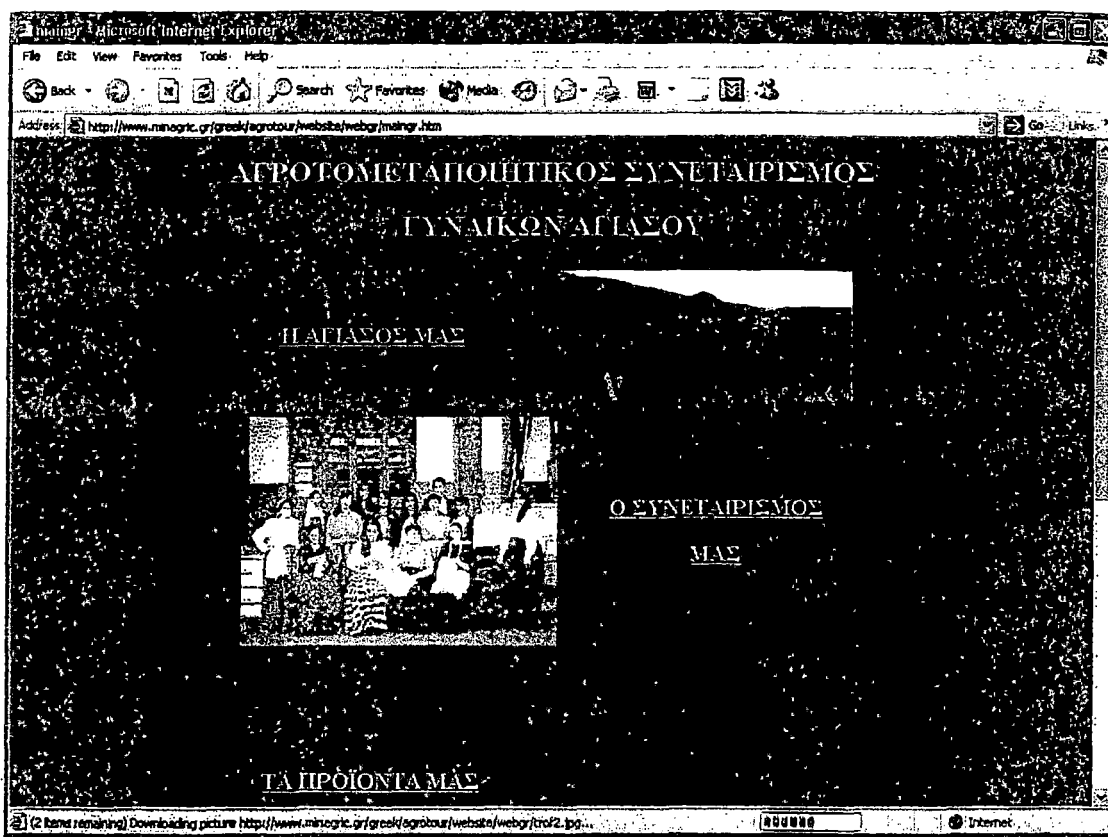 maingr - Microsoft Internet Explorer
File Edit View Favorites Tools Help
Back Search Favorites Media
Address http://www.minagric.gr/greek/agrotour/website/webgr/maingr.htm Go Links
ΑΓΡΟΤΟΜΕΤΑΠΟΙΗΤΙΚΟΣ ΣΥΝΕΤΑΙΡΙΣΜΟΣ
ΓΥΝΑΙΚΩΝ ΑΓΙΑΣΟΥ
Η ΑΓΙΑΣΟΣ ΜΑΣ
Ο ΣΥΝΕΤΑΙΡΙΣΜΟΣ
ΜΑΣ
ΤΑ ΠΡΟΙΟΝΤΑ ΜΑΣ
(2 items remaining) Downloading picture http://www.minagric.gr/greek/agrotour/website/webgr/trof2.jpg... Internet